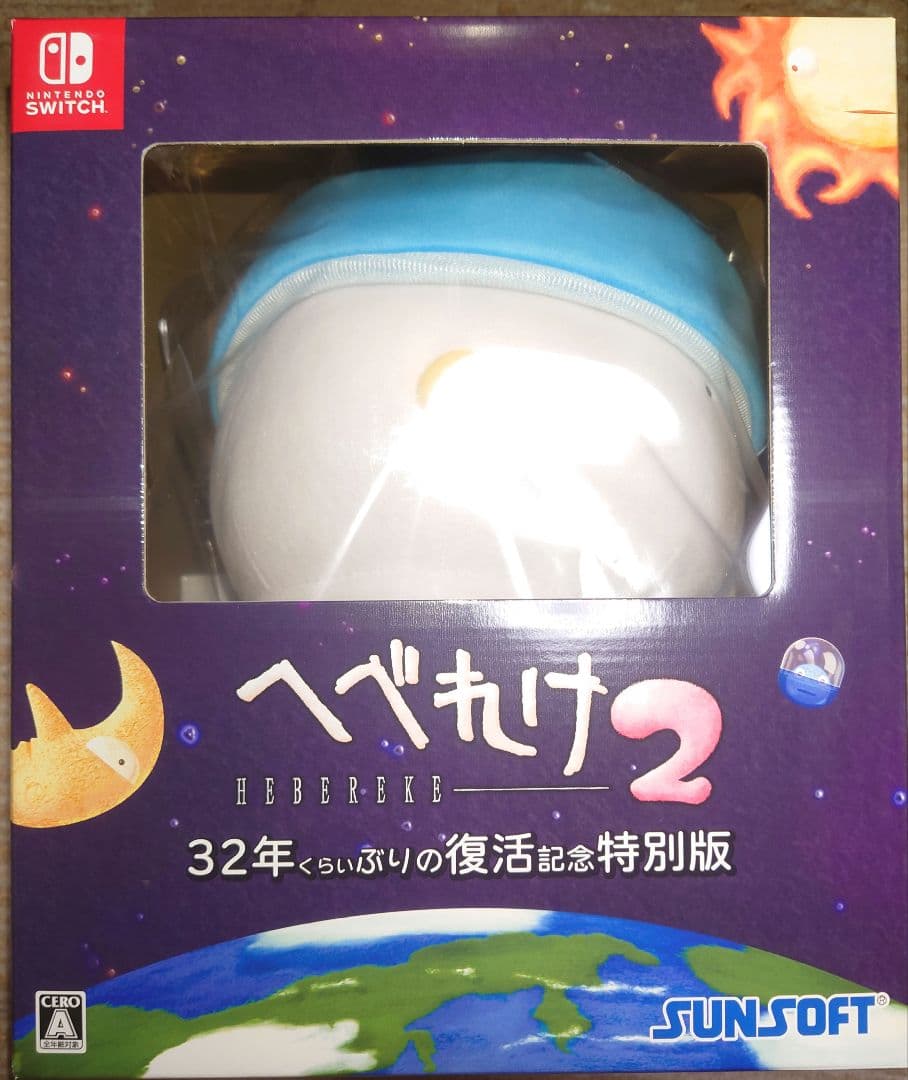 NINTENDO
SWITCH
へべれけ2
HEBEREKE
32年くらいぶりの復活記念特別版
CERO
A
全年齢対象
SUNSOFT®